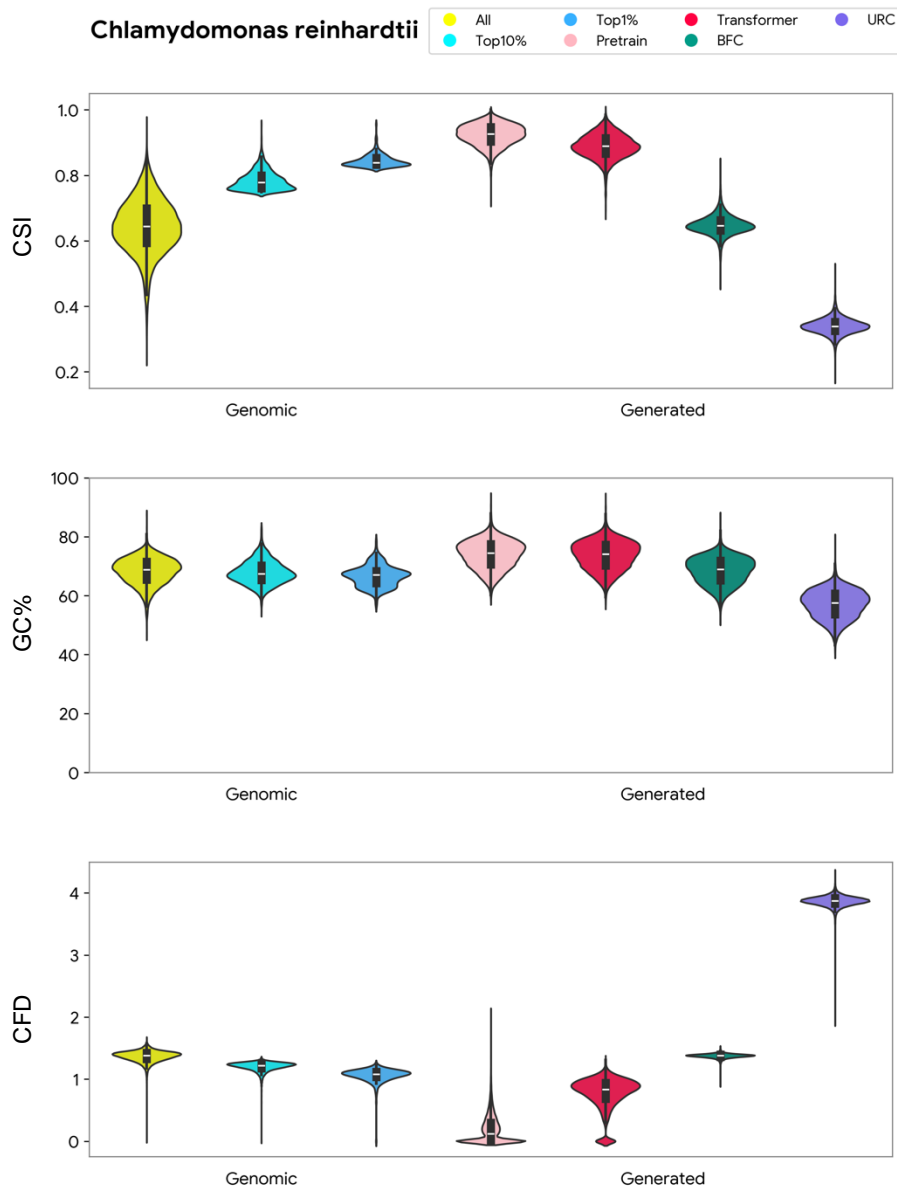 Chlamydomonas reinhardtii
All Top1% Transformer URC
Top10% Pretrain BFC
CSI
1.0
0.8
0.6
0.4
0.2
Genomic Generated
GC%
100
80
60
40
20
0
Genomic Generated
CFD
4
3
2
1
0
Genomic Generated